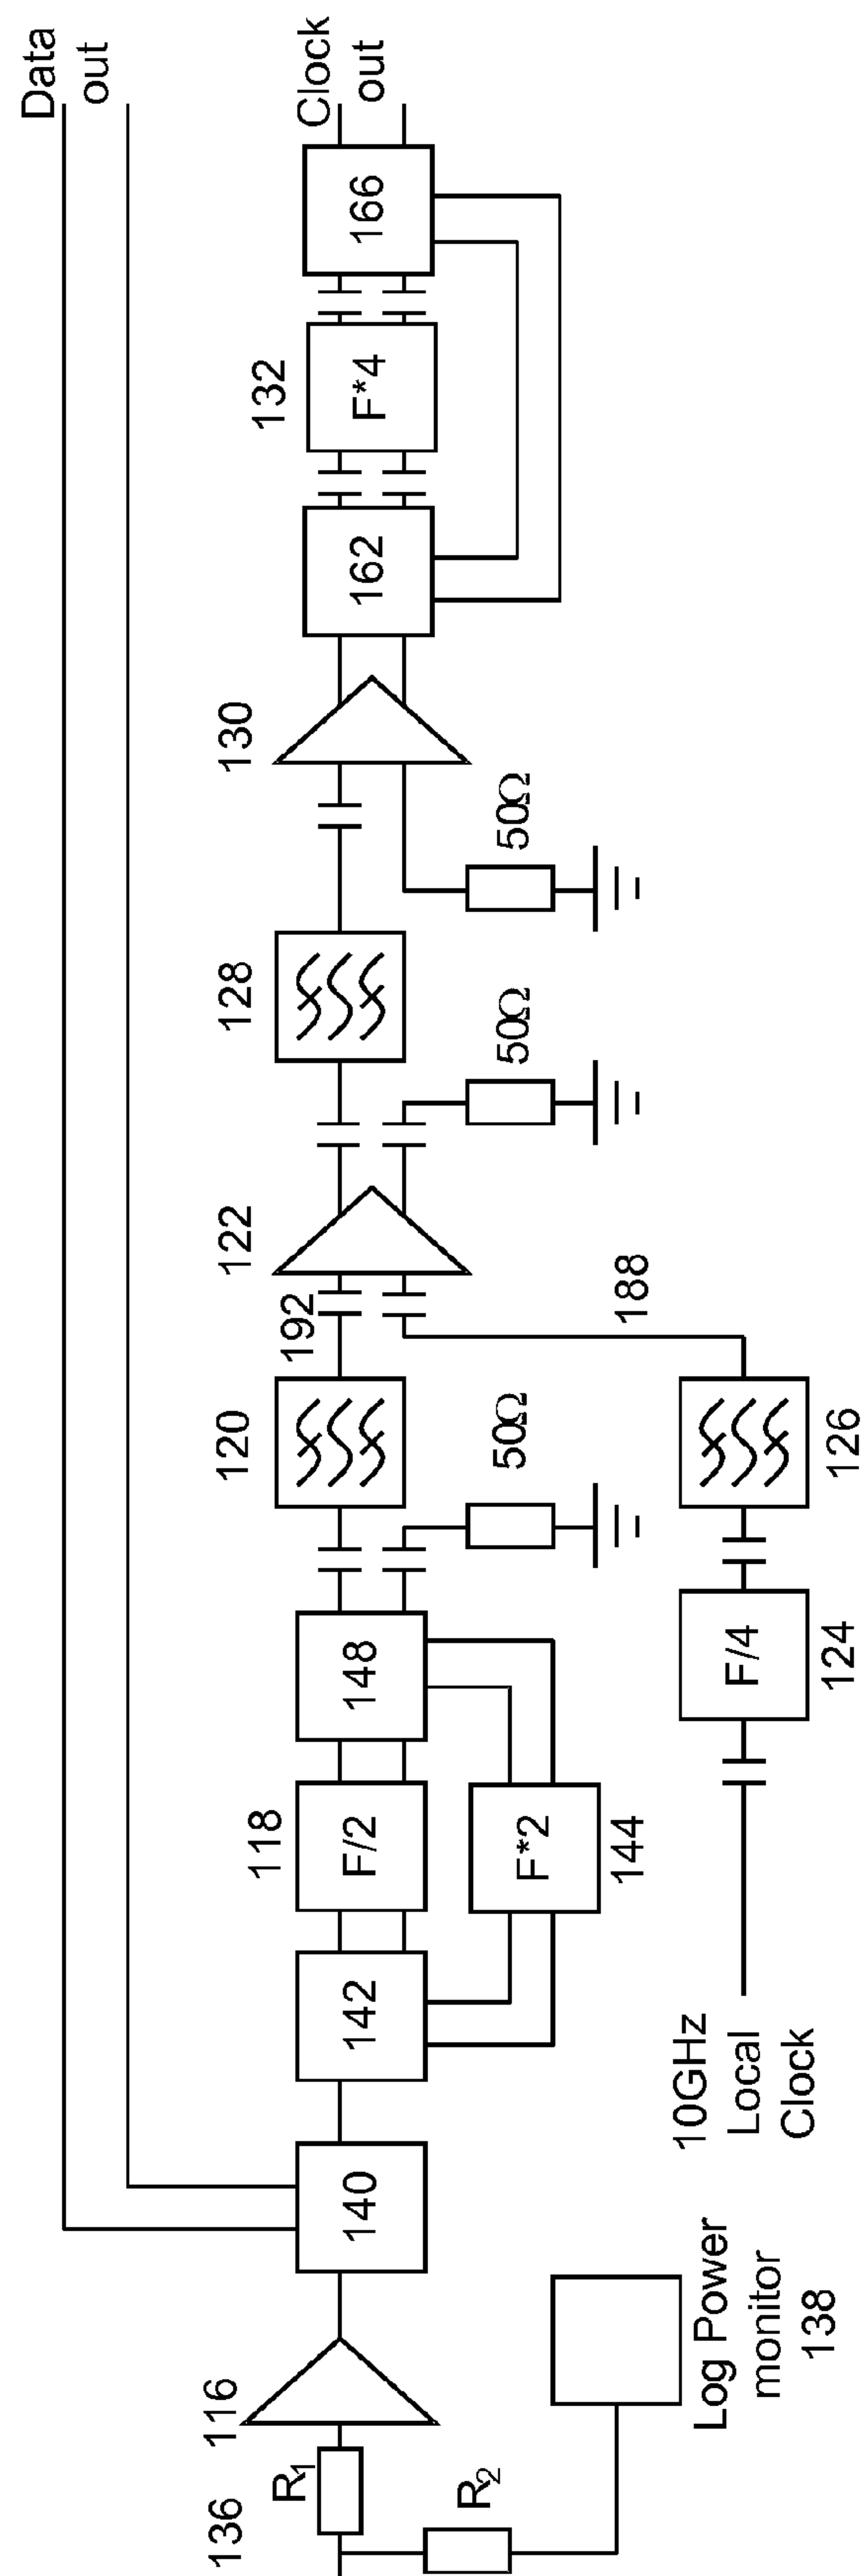 Data
out
Clock
out
166
132
F*4
162
130
50Ω
128
50Ω
122
192
188
120
50Ω
126
148
F/4
124
118
F/2
F*2
144
142
10GHz
Local
Clock
140
116
Log Power
monitor
138
136
R1
R2